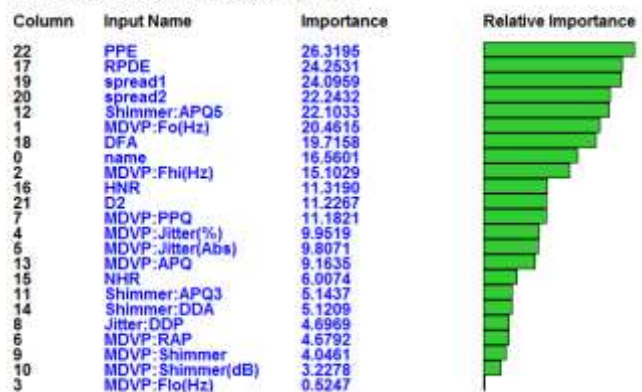 Column Input Name Importance Relative Importance
22 PPE 26.3195
17 RPDE 24.2531
19 spread1 24.0959
20 spread2 22.2432
12 Shimmer:APQ5 22.1033
1 MDVP:Fo(Hz) 20.4615
18 DFA 19.7158
0 name 16.5601
2 MDVP:Fhi(Hz) 15.1029
16 HNR 11.3190
21 D2 11.2267
7 MDVP:PPQ 11.1821
4 MDVP:Jitter(%) 9.9519
5 MDVP:Jitter(Abs) 9.8071
13 MDVP:APQ 9.1635
15 NHR 6.0074
11 Shimmer:APQ3 5.1437
14 Shimmer:DDA 5.1209
8 Jitter:DDP 4.6969
6 MDVP:RAP 4.6792
9 MDVP:Shimmer 4.0461
10 MDVP:Shimmer(dB) 3.2278
3 MDVP:Flo(Hz) 0.5247